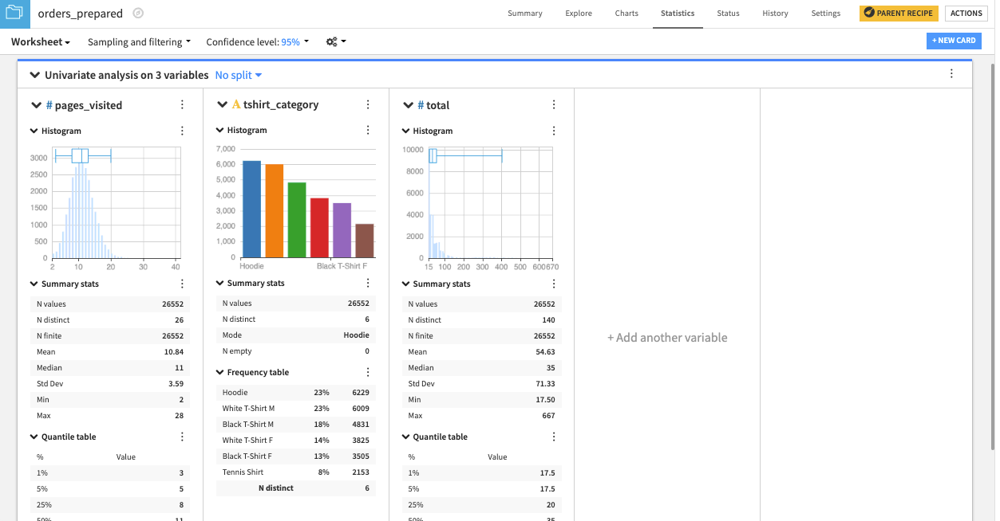 orders_prepared
Summary Explore Charts Statistics Status History Settings PARENT RECIPE ACTIONS
Worksheet Sampling and filtering Confidence level: 95% + NEW CARD
Univariate analysis on 3 variables No split
# pages_visited
Histogram
3000
2500
2000
1500
1000
500
0
2 10 20 30 40
Summary stats
N values 26552
N distinct 26
N finite 26552
Mean 10.84
Median 11
Std Dev 3.59
Min 2
Max 28
Quantile table
% Value
1% 3
5% 5
25% 8
50% 11
A tshirt_category
Histogram
7,000
6,000
5,000
4,000
3,000
2,000
1,000
0
Hoodie Black T-Shirt F
Summary stats
N values 26552
N distinct 6
Mode Hoodie
N empty 0
Frequency table
Hoodie 23% 6229
White T-Shirt M 23% 6009
Black T-Shirt M 18% 4831
White T-Shirt F 14% 3825
Black T-Shirt F 13% 3505
Tennis Shirt 8% 2153
N distinct 6
# total
Histogram
10000
8000
6000
4000
2000
0
15 100 200 300 400 500 600 670
Summary stats
N values 26552
N distinct 140
N finite 26552
Mean 54.63
Median 35
Std Dev 71.33
Min 17.50
Max 667
Quantile table
% Value
1% 17.5
5% 17.5
25% 20
50% 35
+ Add another variable